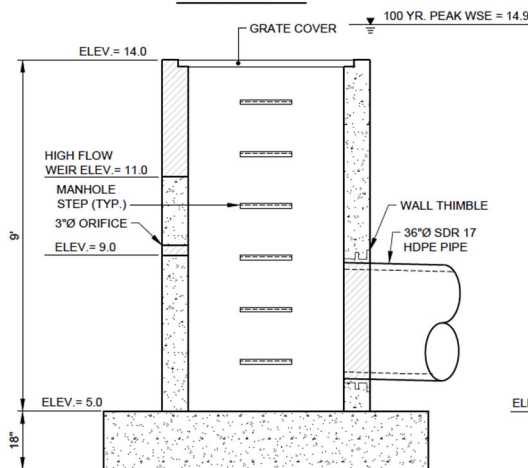 100 YR. PEAK WSE = 14.9
GRATE COVER
ELEV.= 14.0
HIGH FLOW
WEIR ELEV.= 11.0
MANHOLE
STEP (TYP.)
3"Ø ORIFICE
ELEV.= 9.0
WALL THIMBLE
36"Ø SDR 17
HDPE PIPE
9'
ELEV.= 5.0
18"